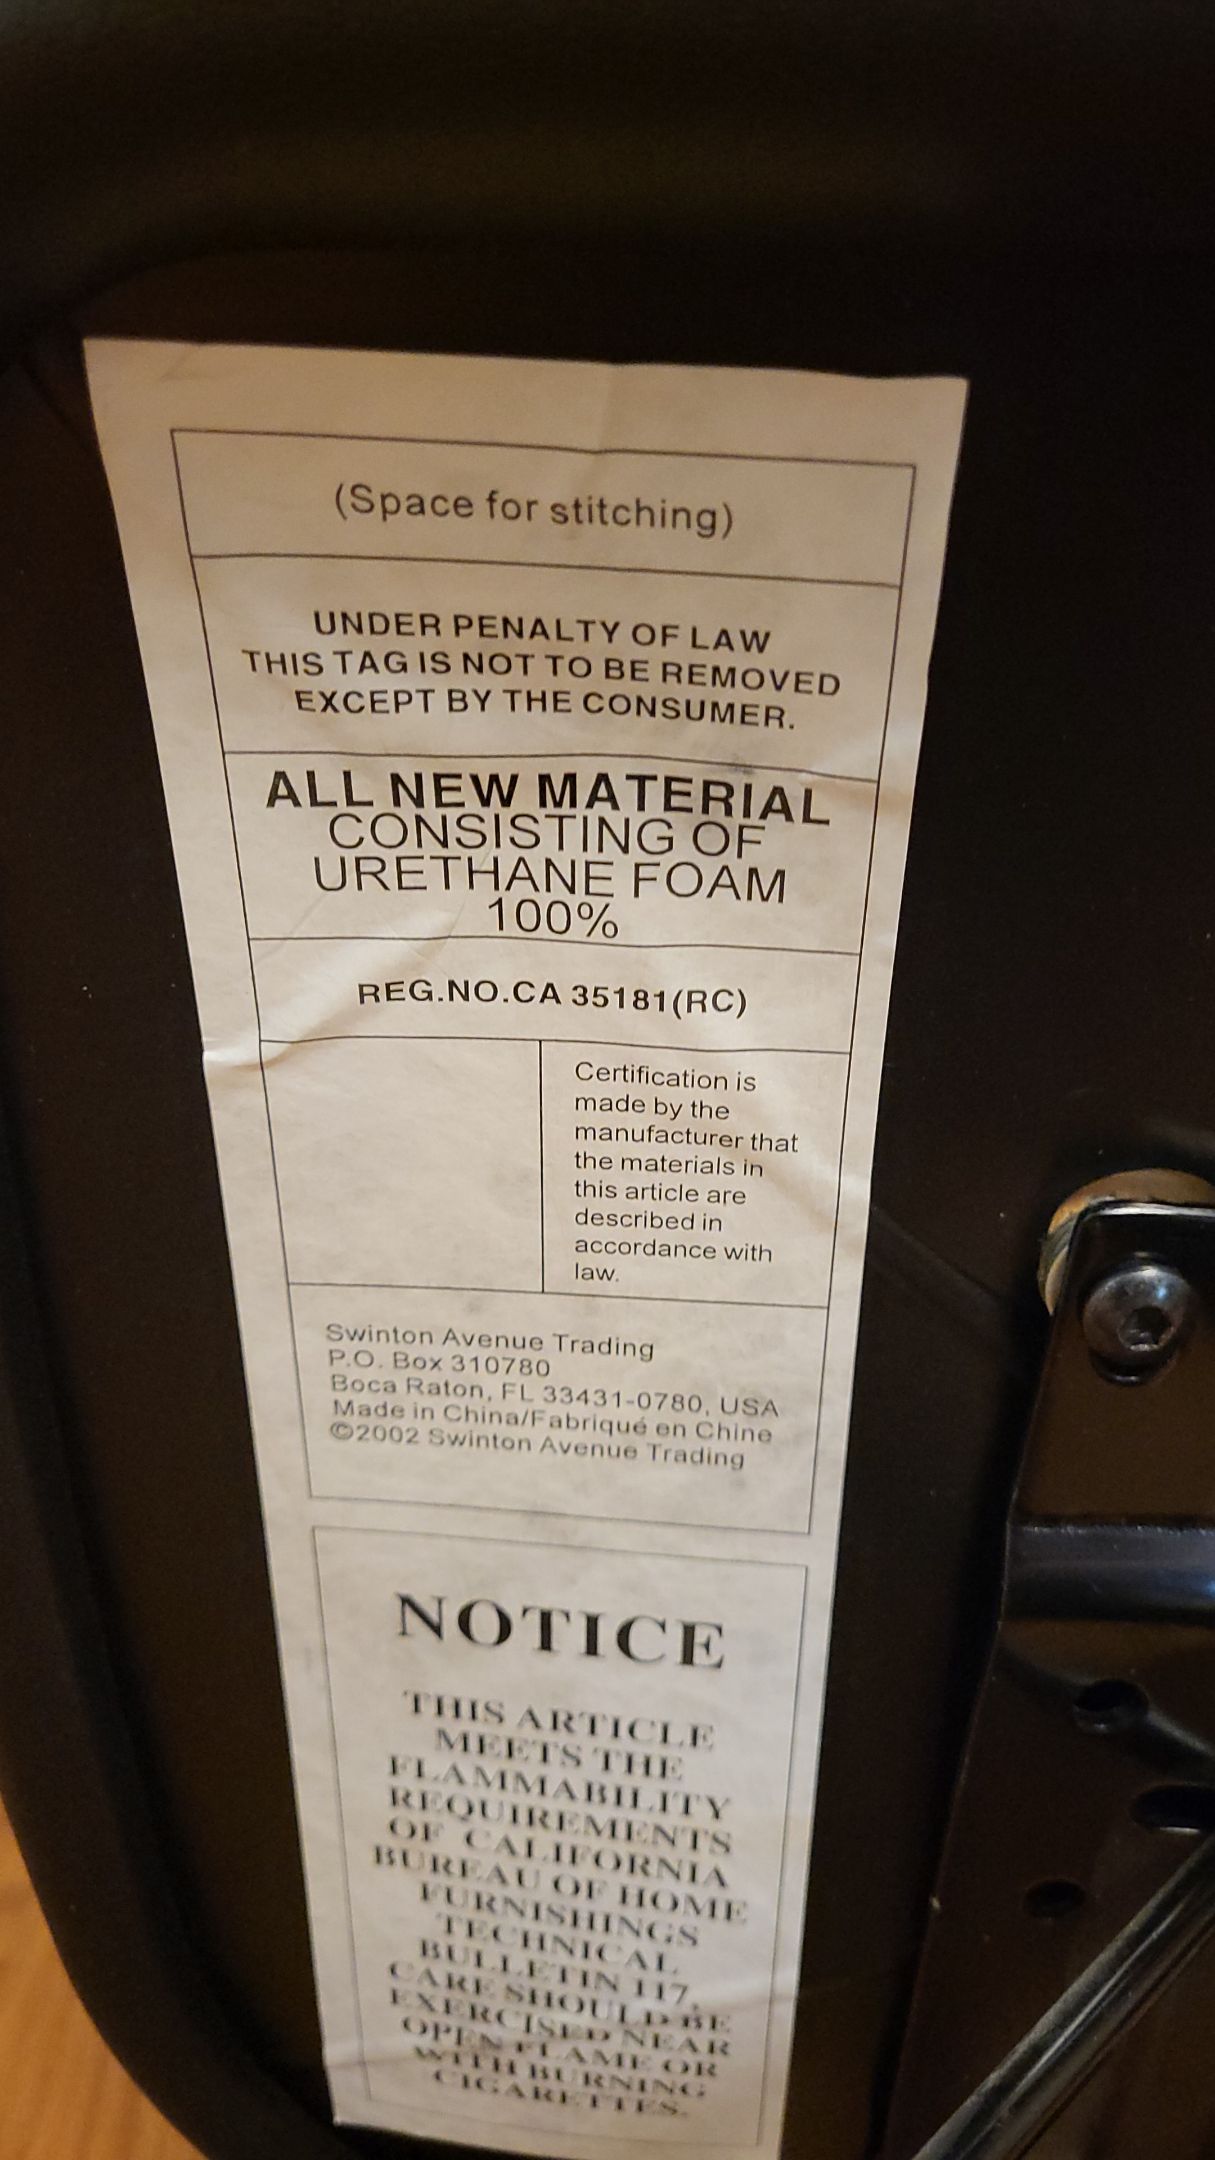 (Space for stitching)
UNDER PENALTY OF LAW
THIS TAG IS NOT TO BE REMOVED
EXCEPT BY THE CONSUMER.
ALL NEW MATERIAL
CONSISTING OF
URETHANE FOAM
100%
REG.NO.CA 35181(RC)
Certification is
made by the
manufacturer that
the materials in
this article are
described in
accordance with
law.
Swinton Avenue Trading
P.O. Box 310780
Boca Raton, FL 33431-0780, USA
Made in China/Fabriqué en Chine
©2002 Swinton Avenue Trading
NOTICE
THIS ARTICLE
MEETS THE
FLAMMABILITY
REQUIREMENTS
OF CALIFORNIA
BUREAU OF HOME
FURNISHINGS
TECHNICAL
BULLETIN 117.
CARE SHOULD BE
EXERCISED NEAR
OPEN FLAME OR
WITH BURNING
CIGARETTES.